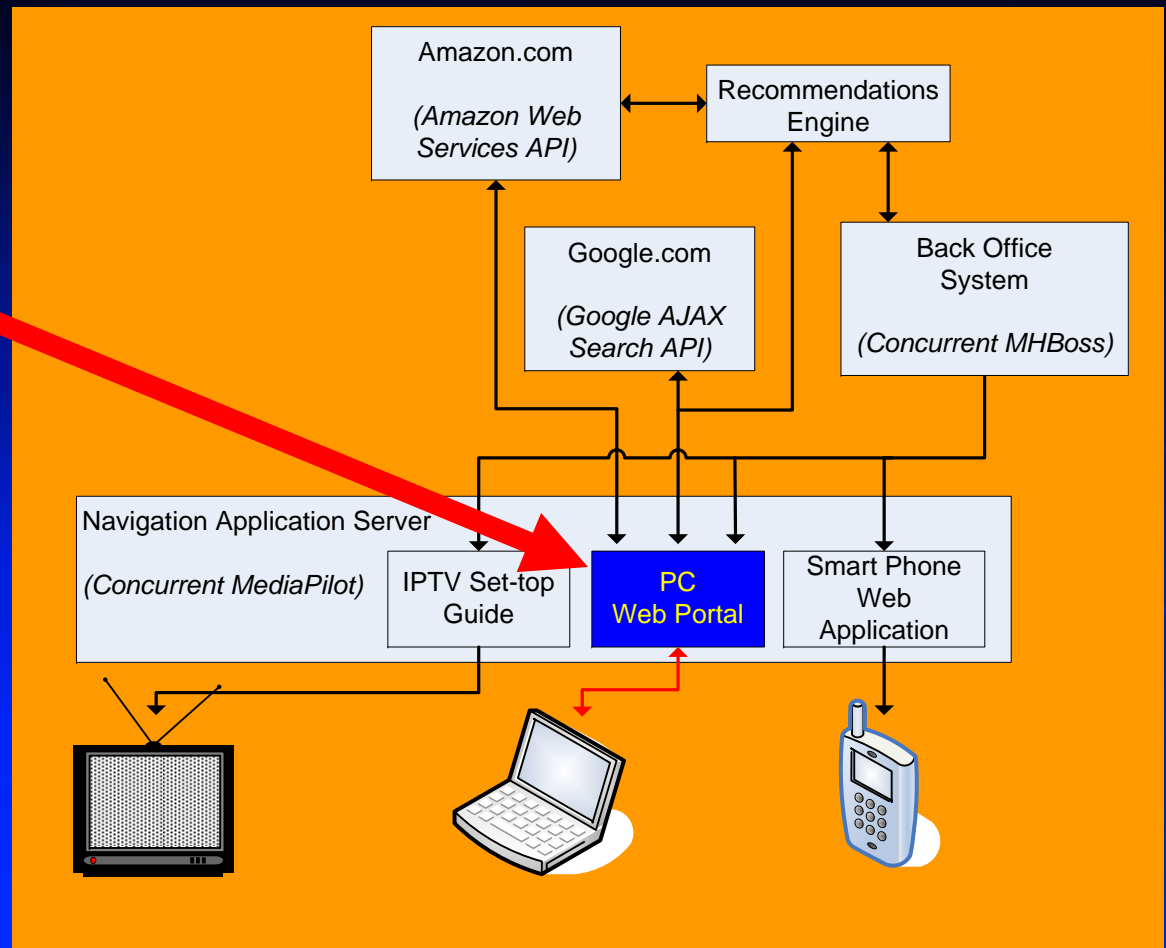 Amazon.com
(Amazon Web
Services API)
Recommendations
Engine
Google.com
(Google AJAX
Search API)
Back Office
System
(Concurrent MHBoss)
Navigation Application Server
(Concurrent MediaPilot)
IPTV Set-top
Guide
PC
Web Portal
Smart Phone
Web
Application